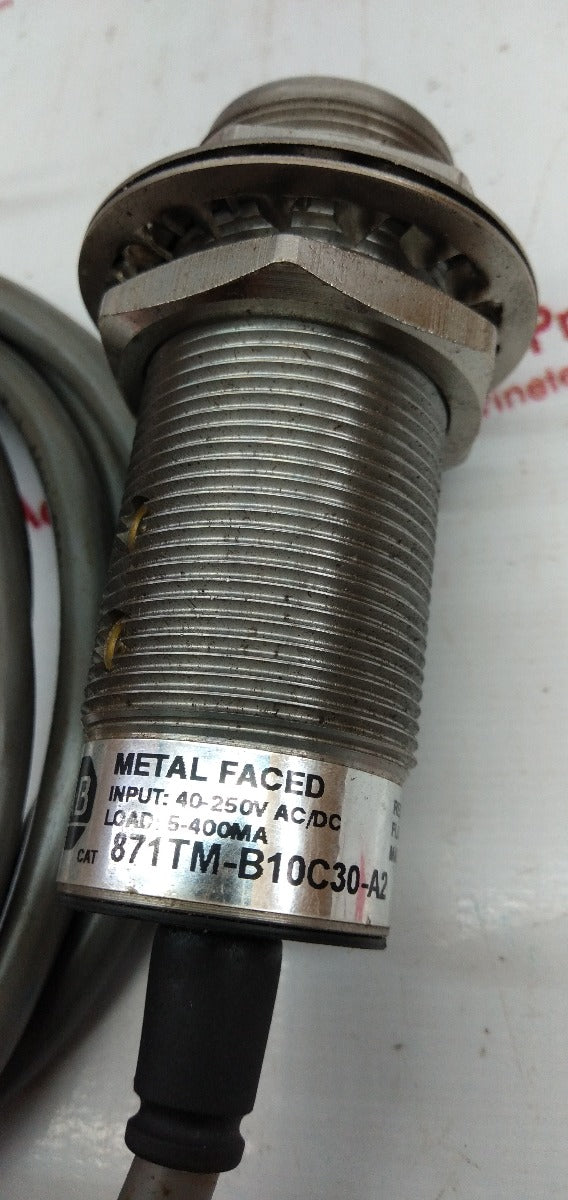 METAL FACED
INPUT: 40-250V AC/DC
LOAD: 5-400MA
CAT 871TM-B10C30-A2